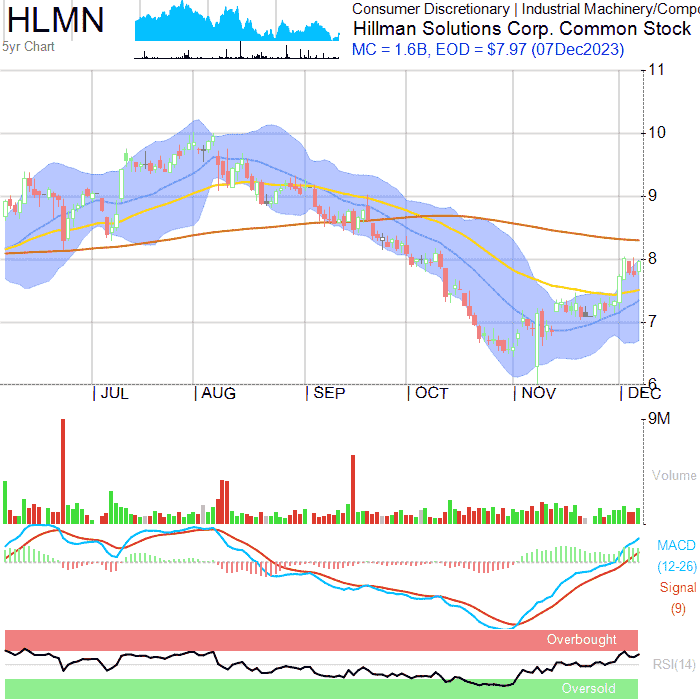 HLMN
5yr Chart
Consumer Discretionary | Industrial Machinery/Compo
Hillman Solutions Corp. Common Stock
MC = 1.6B, EOD = $7.97 (07Dec2023)
11
10
9
8
7
6
JUL AUG SEP OCT NOV DEC
9M
Volume
MACD
(12-26)
Signal
(9)
Overbought
RSI(14)
Oversold